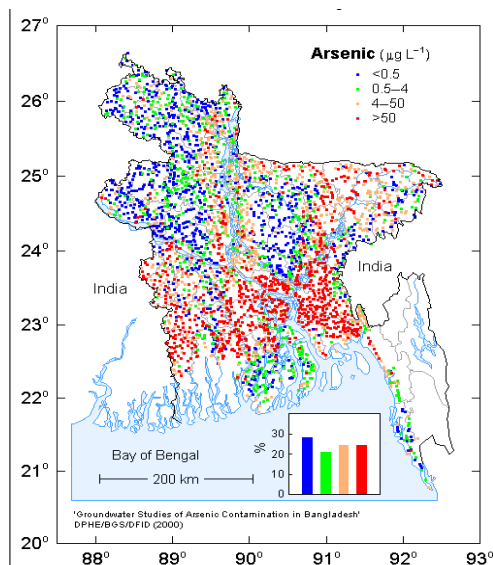 Arsenic (μg L⁻¹)
<0.5
0.5–4
4–50
>50
27°
26°
25°
24°
23°
22°
21°
20°
India
India
Bay of Bengal
200 km
%
30
20
10
0
'Groundwater Studies of Arsenic Contamination in Bangladesh'
DPHE/BGS/DFID (2000)
88° 89° 90° 91° 92° 93°